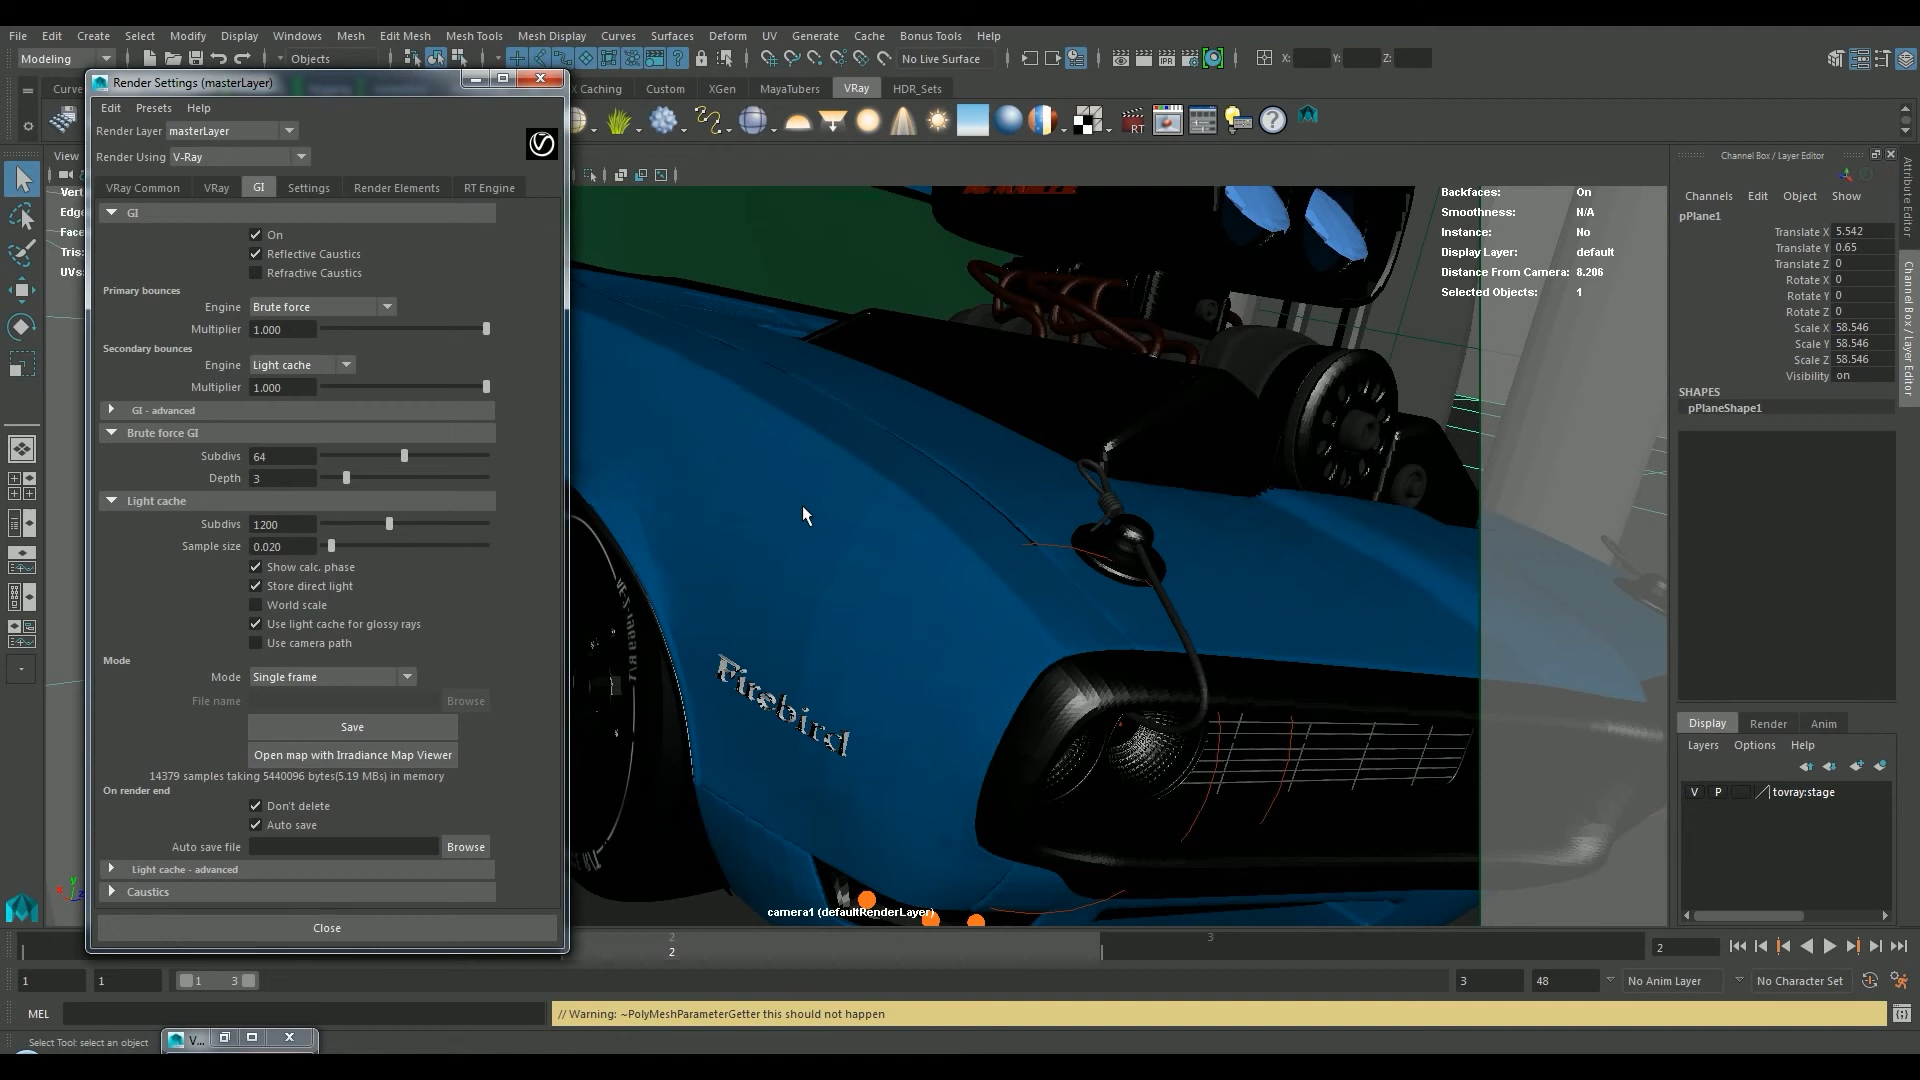 File Edit Create Select Modify Display Windows Mesh Edit Mesh Mesh Tools Mesh Display Curves Surfaces Deform UV Generate Cache Bonus Tools Help
Modeling Objects No Live Surface X: Y: Z:
Render Settings (masterLayer)
Curve X Caching Custom XGen MayaTubers VRay HDR_Sets
Edit Presets Help
Render Layer masterLayer
Render Using V-Ray
IPR
RT
View
VRay Common VRay GI Settings Render Elements RT Engine
Vert
Edge
Face
Tris:
UVs:
GI
On
Reflective Caustics
Refractive Caustics
Primary bounces
Engine Brute force
Multiplier 1.000
Secondary bounces
Engine Light cache
Multiplier 1.000
GI - advanced
Brute force GI
Subdivs 64
Depth 3
Light cache
Subdivs 1200
Sample size 0.020
Show calc. phase
Store direct light
World scale
Use light cache for glossy rays
Use camera path
Mode
Mode Single frame
File name Browse
Save
Open map with Irradiance Map Viewer
14379 samples taking 5440096 bytes(5.19 MBs) in memory
On render end
Don't delete
Auto save
Auto save file Browse
Light cache - advanced
Caustics
Close
Backfaces: On
Smoothness: N/A
Instance: No
Display Layer: default
Distance From Camera: 8.206
Selected Objects: 1
Firebird
camera1 (defaultRenderLayer)
Channel Box / Layer Editor
Channels Edit Object Show
pPlane1
Translate X 5.542
Translate Y 0.65
Translate Z 0
Rotate X 0
Rotate Y 0
Rotate Z 0
Scale X 58.546
Scale Y 58.546
Scale Z 58.546
Visibility on
SHAPES
pPlaneShape1
Attribute Editor
Channel Box / Layer Editor
Display Render Anim
Layers Options Help
V P tovray:stage
2 3
2
2
1 1 1 3 3 48 No Anim Layer No Character Set
MEL // Warning: ~PolyMeshParameterGetter this should not happen
Select Tool: select an object
V...